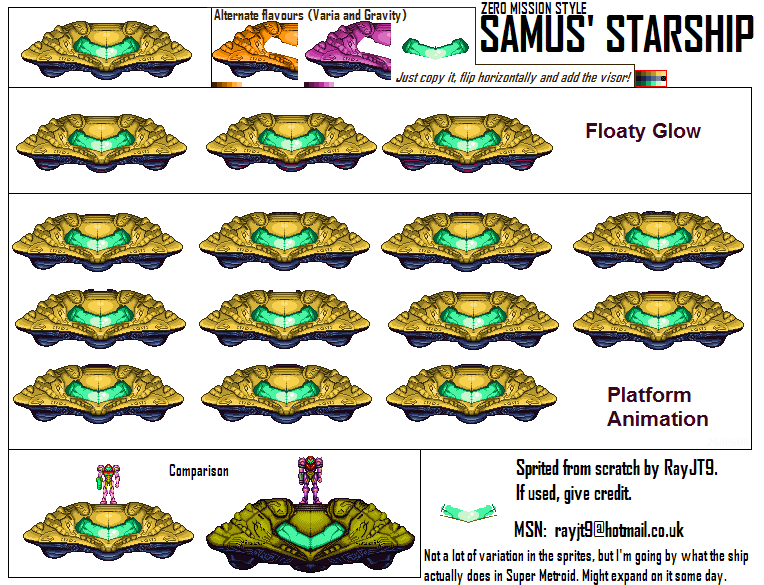 Alternate flavours (Varia and Gravity)
ZERO MISSION STYLE
SAMUS' STARSHIP
Just copy it, flip horizontally and add the visor!
Floaty Glow
Platform
Animation
Comparison
Sprited from scratch by RayJT9.
If used, give credit.
MSN: rayjt9@hotmail.co.uk
Not a lot of variation in the sprites, but I'm going by what the ship
actually does in Super Metroid. Might expand on it some day.